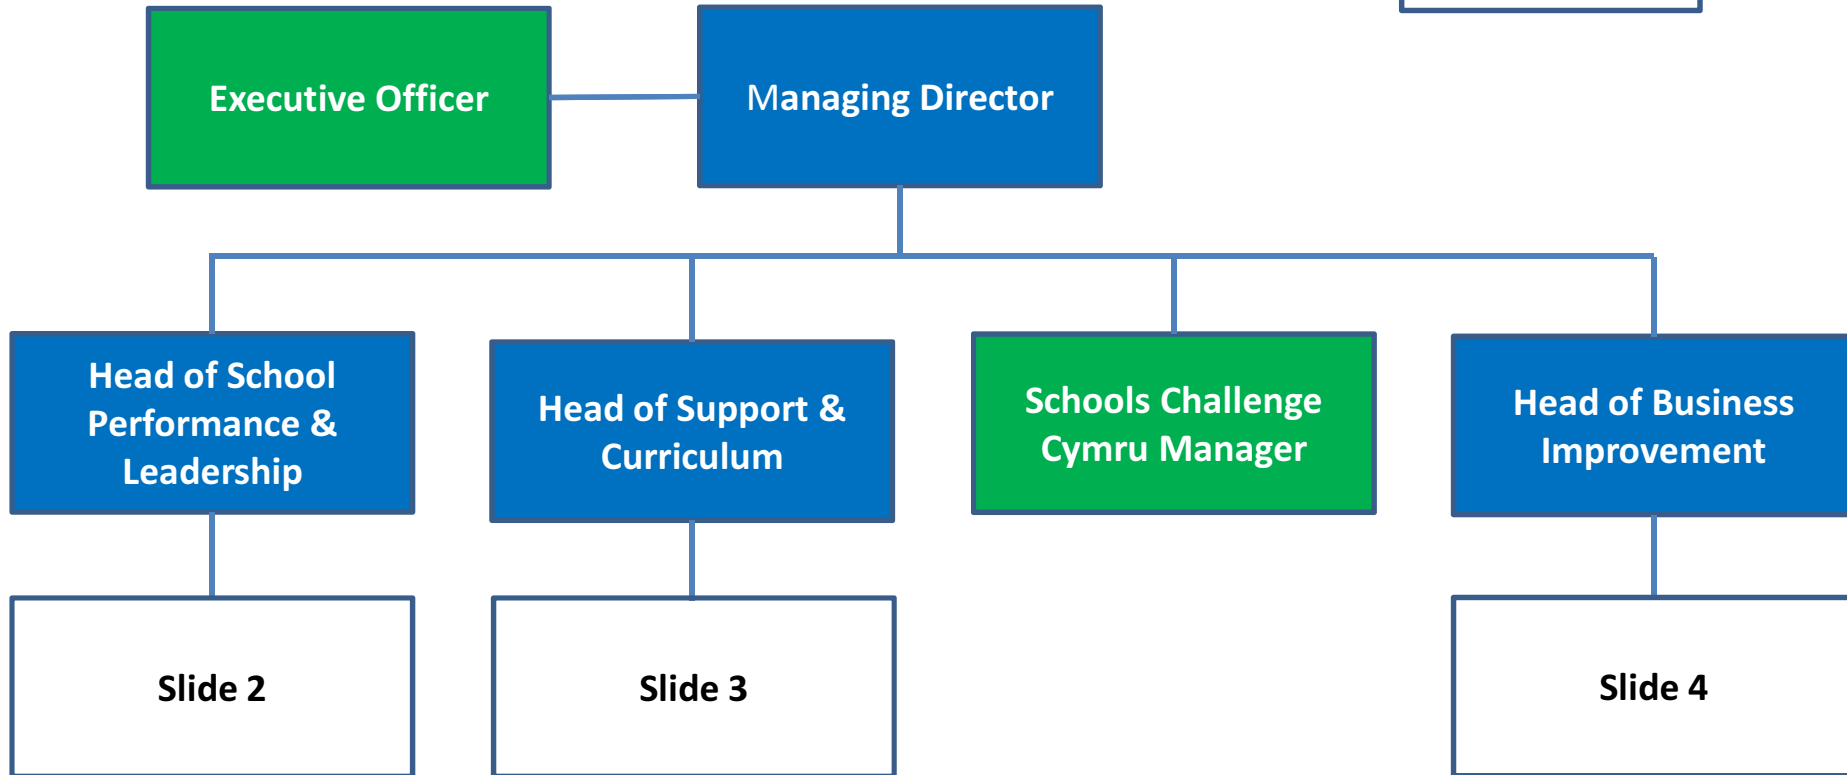 Executive Officer
Managing Director
Head of School
Performance &
Leadership
Head of Support &
Curriculum
Schools Challenge
Cymru Manager
Head of Business
Improvement
Slide 2
Slide 3
Slide 4